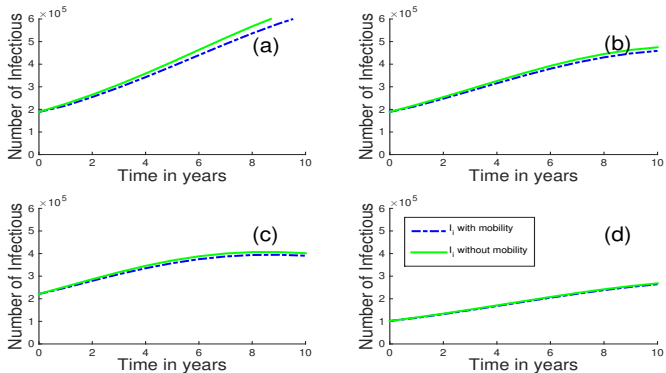 ×10⁵
6
5
4
3
2
1
0
0 2 4 6 8 10
Number of Infectious
Time in years
(a)
×10⁵
6
5
4
3
2
1
0
0 2 4 6 8 10
Number of Infectious
Time in years
(b)
×10⁵
6
5
4
3
2
1
0
0 2 4 6 8 10
Number of Infectious
Time in years
(c)
×10⁵
6
5
4
3
2
1
0
0 2 4 6 8 10
Number of Infectious
Time in years
(d)
Iᵢ with mobility
Iᵢ without mobility